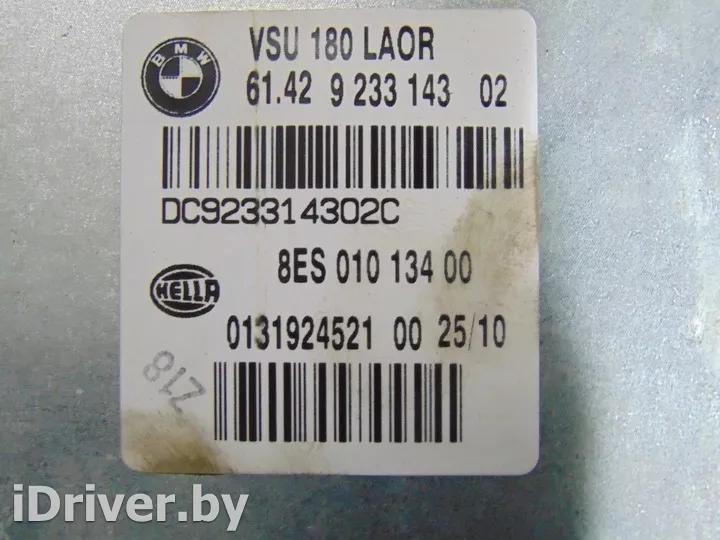 BMW
VSU 180 LAOR
61.42 9 233 143 02
DC923314302C
8ES 010 134 00
HELLA
0131924521 00 25/10
Z18
iDriver.by